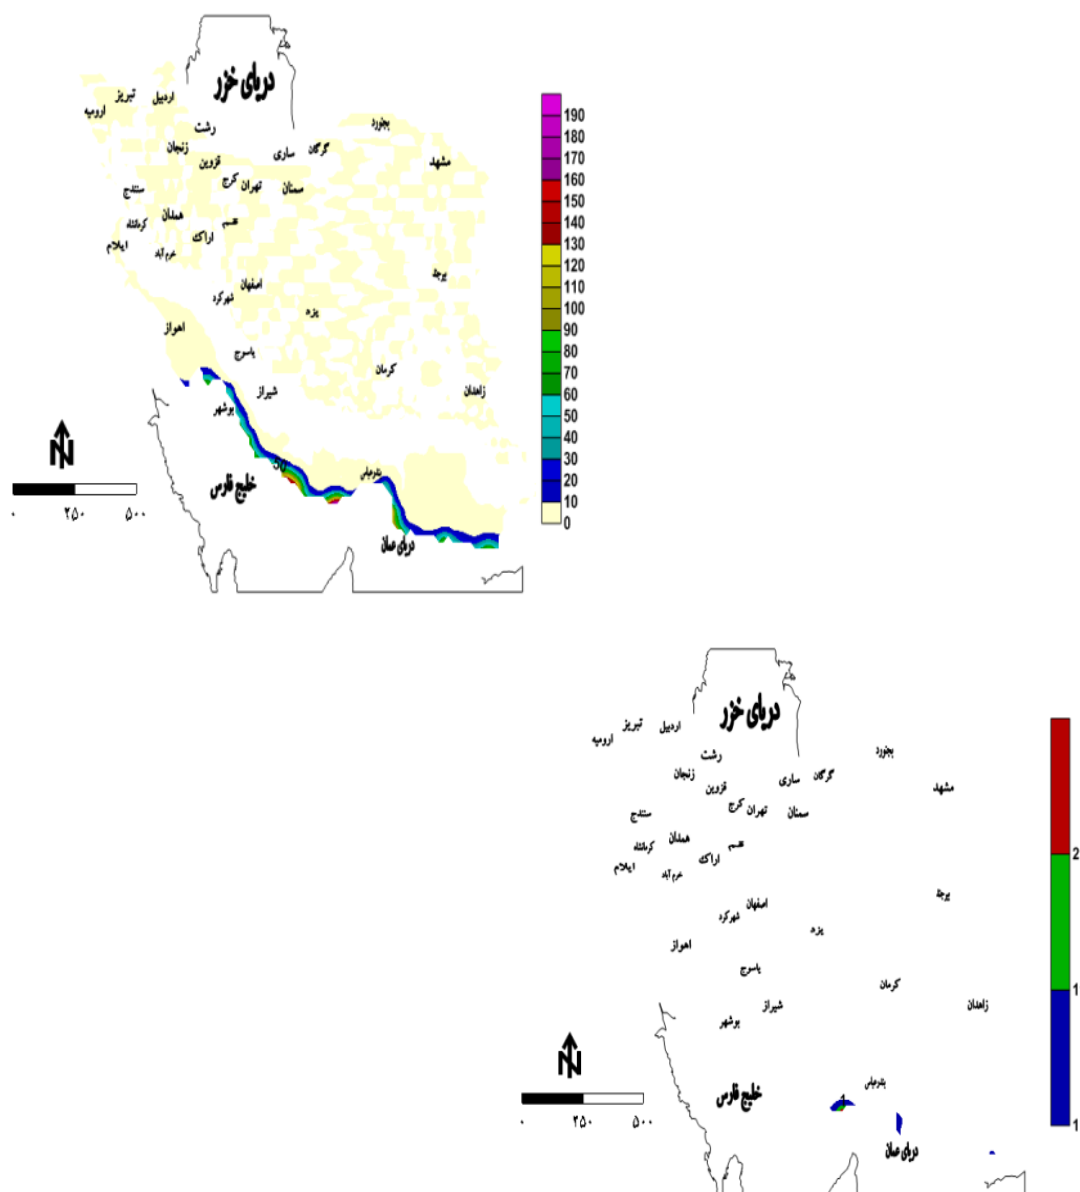 دریای خزر
اردبیل
تبریز
ارومیه
رشت
بجنورد
زنجان
قزوین
ساری
گرگان
مشهد
کرج
تهران
سمنان
سنندج
همدان
کرمانشاه
قم
اراک
ایلام
خرم آباد
بیرجند
اصفهان
شهرکرد
یزد
اهواز
یاسوج
کرمان
شیراز
زاهدان
بوشهر
50
بندرعباس
خلیج فارس
دریای عمان
N
۰ ۲۵۰ ۵۰۰
190
180
170
160
150
140
130
120
110
100
90
80
70
60
50
40
30
20
10
0
دریای خزر
اردبیل
تبریز
ارومیه
رشت
بجنورد
زنجان
قزوین
ساری
گرگان
مشهد
کرج
تهران
سمنان
سنندج
همدان
کرمانشاه
قم
اراک
ایلام
خرم آباد
بیرجند
اصفهان
شهرکرد
یزد
اهواز
یاسوج
کرمان
شیراز
زاهدان
بوشهر
بندرعباس
خلیج فارس
1
دریای عمان
N
۰ ۲۵۰ ۵۰۰
2
1
1